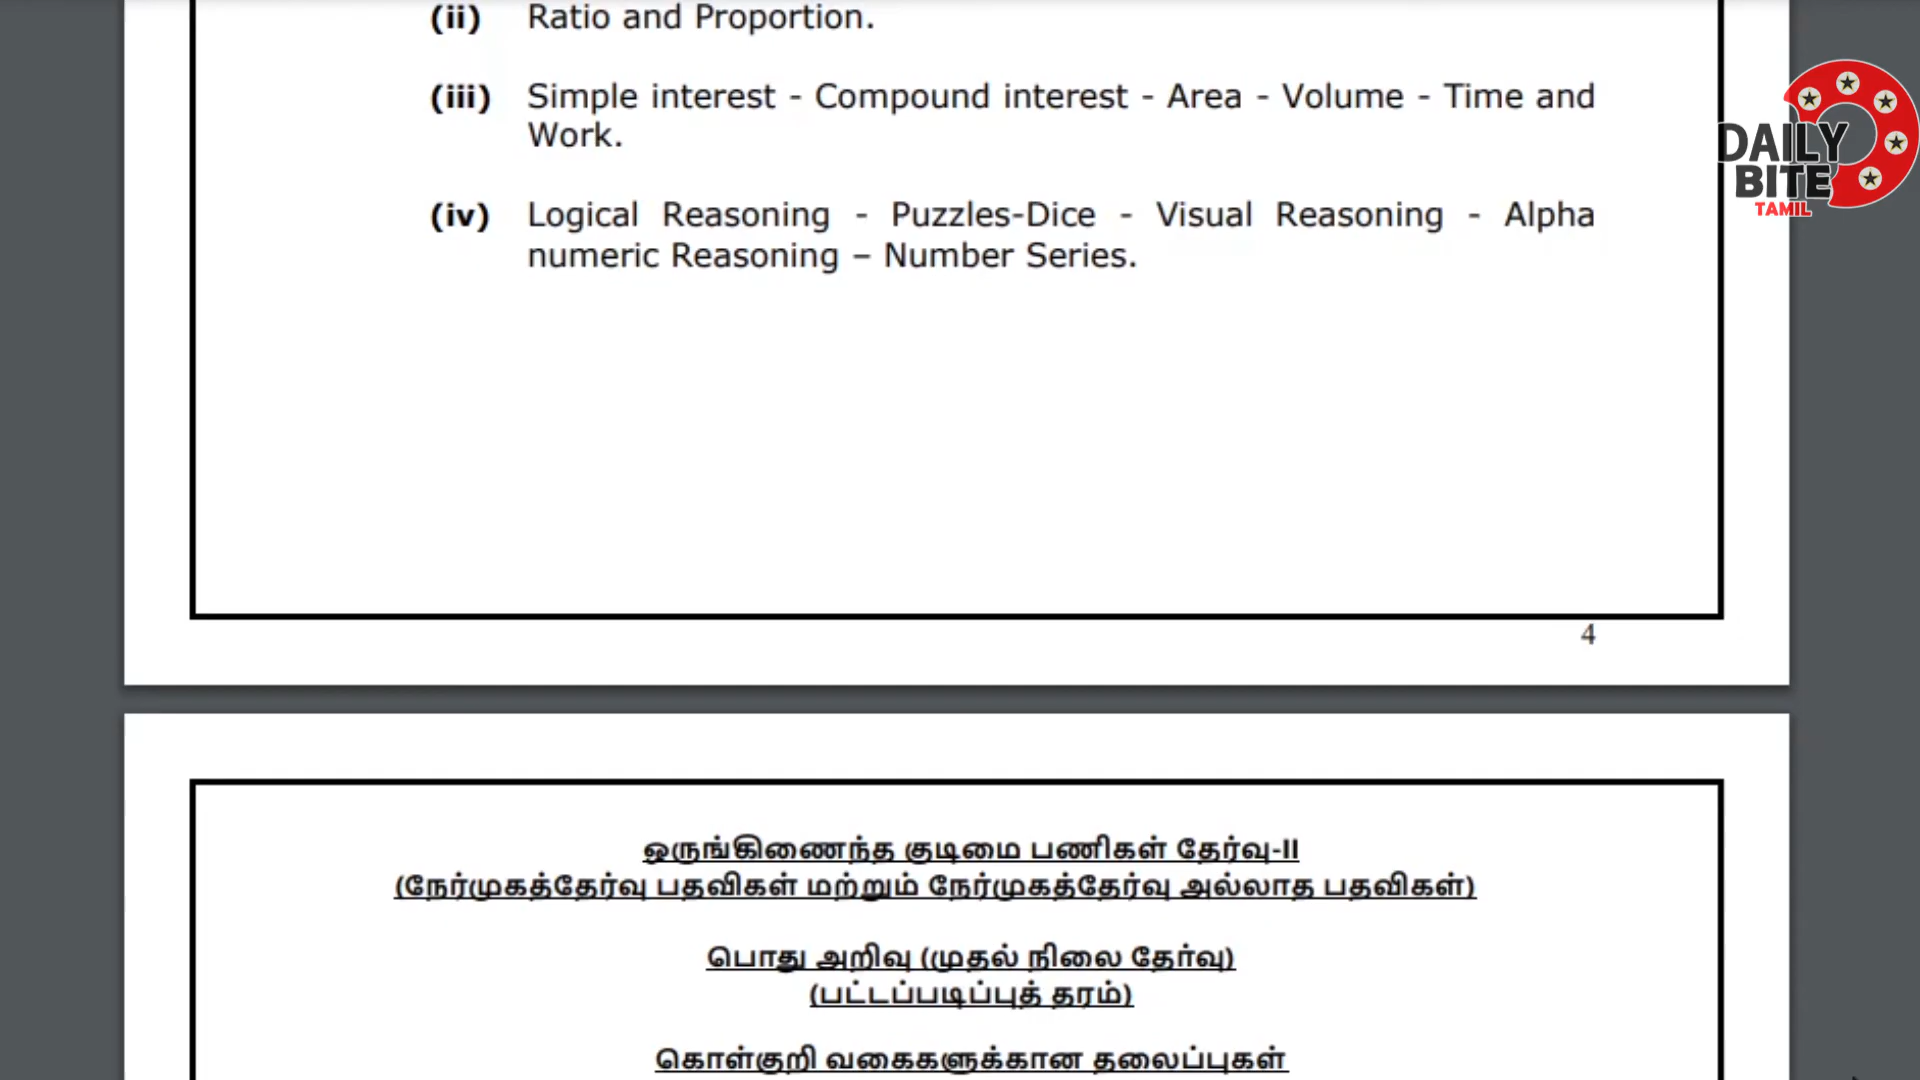 (ii) Ratio and Proportion.
(iii) Simple interest - Compound interest - Area - Volume - Time and
Work.
(iv) Logical Reasoning - Puzzles-Dice - Visual Reasoning - Alpha
numeric Reasoning – Number Series.
DAILY
BITE
TAMIL
4
ஒருங்கிணைந்த குடிமை பணிகள் தேர்வு-II
(நேர்முகத்தேர்வு பதவிகள் மற்றும் நேர்முகத்தேர்வு அல்லாத பதவிகள்)
பொது அறிவு (முதல் நிலை தேர்வு)
(பட்டப்படிப்புத் தரம்)
கொள்குறி வகைகளுக்கான தலைப்புகள்